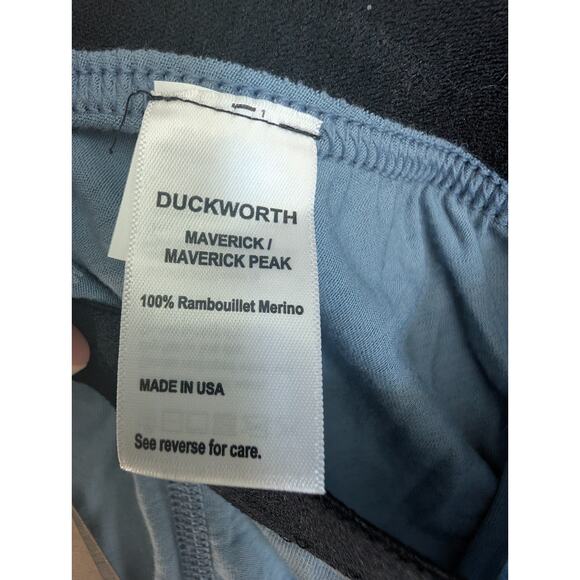 DUCKWORTH
MAVERICK /
MAVERICK PEAK
100% Rambouillet Merino
MADE IN USA
See reverse for care.